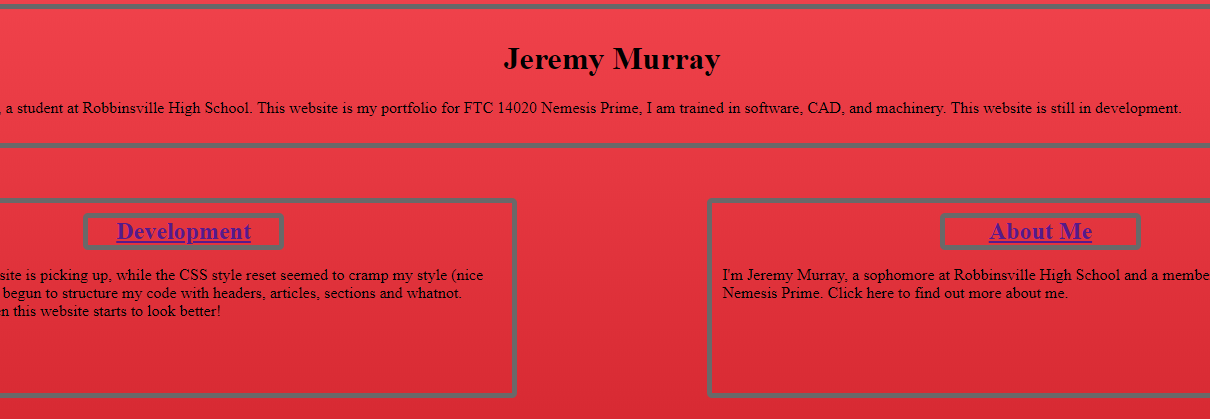 Jeremy Murray
, a student at Robbinsville High School. This website is my portfolio for FTC 14020 Nemesis Prime, I am trained in software, CAD, and machinery. This website is still in development.
Development
site is picking up, while the CSS style reset seemed to cramp my style (nice
begun to structure my code with headers, articles, sections and whatnot.
this website starts to look better!
About Me
I'm Jeremy Murray, a sophomore at Robbinsville High School and a membe
Nemesis Prime. Click here to find out more about me.